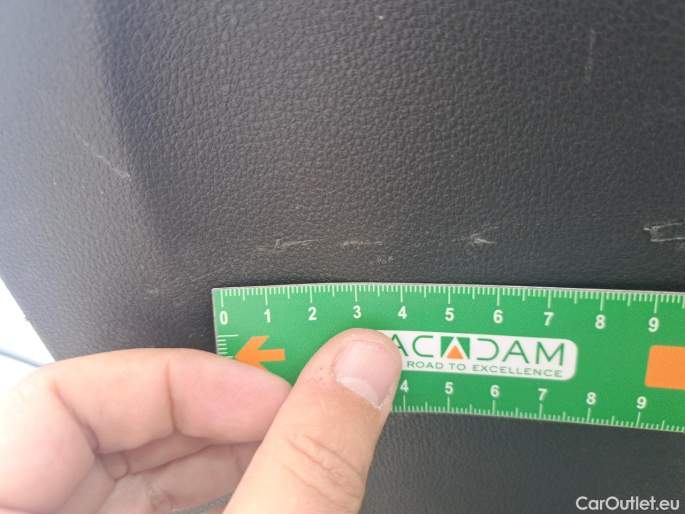 0 1 2 3 4 5 6 7 8 9
ACADAM
ROAD TO EXCELLENCE
4 5 6 7 8 9
CarOutlet.eu